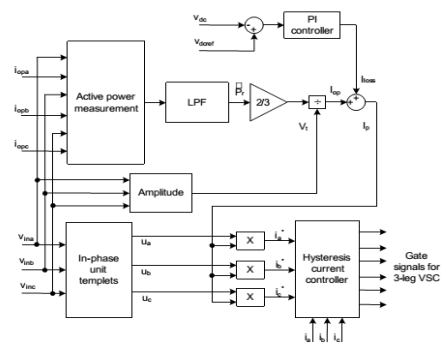 v_dc
v_dcref
-
+
PI
controller
I_loss
i_opa
i_opb
i_opc
Active power
measurement
LPF
P_r
2/3
÷
I_op
+
+
V_t
I_p
Amplitude
v_ina
v_inb
v_inc
In-phase
unit
templets
u_a
u_b
u_c
X
X
X
i_a*
i_b*
i_c*
Hysteresis
current
controller
Gate
signals for
3-leg VSC
i_a i_b i_c